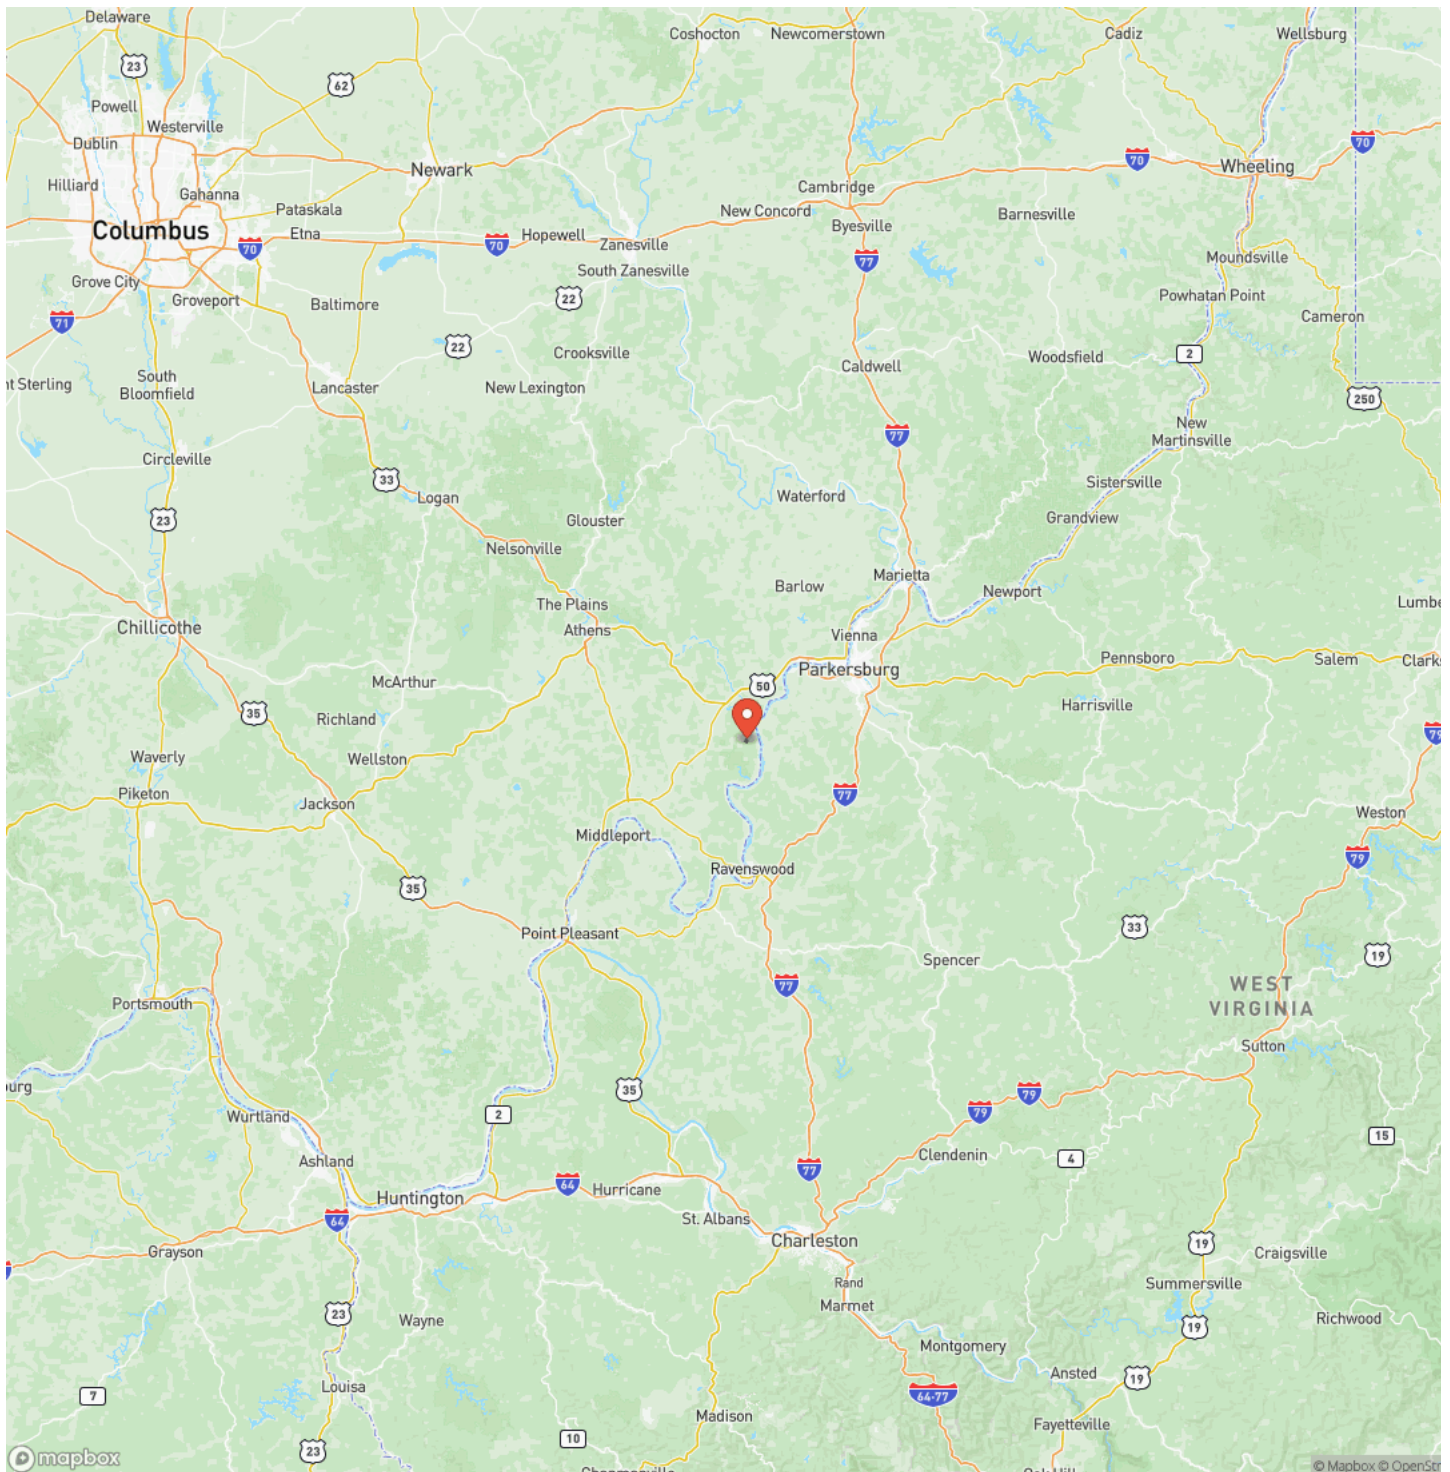 Delaware
Coshocton
Newcomerstown
Cadiz
Wellsburg
23
62
Powell
Westerville
Dublin
70
70
Newark
Wheeling
Hilliard
Gahanna
Cambridge
Pataskala
New Concord
Barnesville
Columbus
Etna
Hopewell
Byesville
70
70
Zanesville
77
Moundsville
South Zanesville
Grove City
Groveport
Baltimore
22
Powhatan Point
71
Cameron
22
Crooksville
2
Woodsfield
Caldwell
South
Bloomfield
nt Sterling
Lancaster
New Lexington
250
New
Martinsville
77
Circleville
33
Sistersville
Logan
Waterford
23
Glouster
Grandview
Nelsonville
Marietta
Barlow
Newport
The Plains
Lumbe
Chillicothe
Athens
Vienna
Pennsboro
Salem
Clarks
Parkersburg
McArthur
50
Harrisville
35
Richland
79
Waverly
Wellston
Piketon
77
Jackson
Weston
Middleport
79
Ravenswood
35
33
Point Pleasant
19
Spencer
77
WEST
VIRGINIA
Portsmouth
Sutton
urg
35
79
79
Wurtland
2
15
Ashland
Clendenin
4
77
64
Hurricane
Huntington
64
St. Albans
Charleston
19
Grayson
Craigsville
Rand
Summersville
Marmet
23
Wayne
19
Richwood
Montgomery
Ansted
19
Louisa
7
64-77
Madison
Fayetteville
10
23
mapbox
© Mapbox © OpenStr